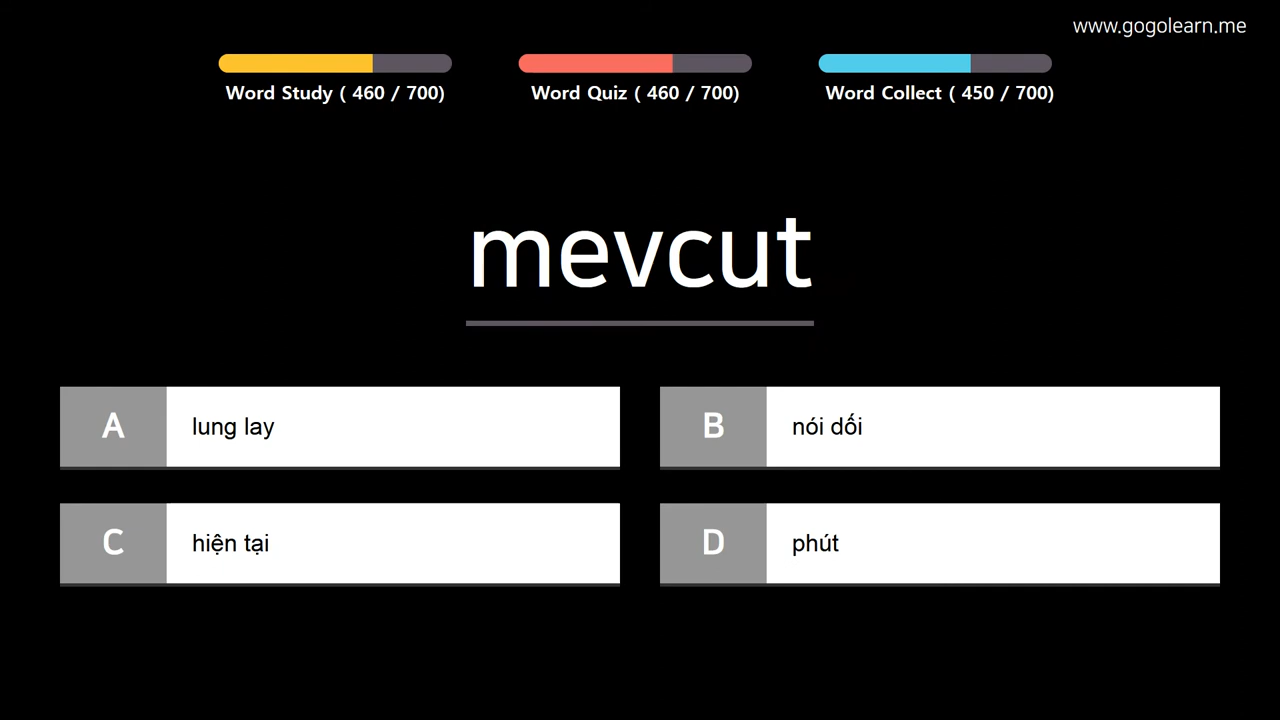 www.gogolearn.me
Word Study ( 460 / 700)
Word Quiz ( 460 / 700)
Word Collect ( 450 / 700)
mevcut
A lung lay
B nói dối
C hiện tại
D phút